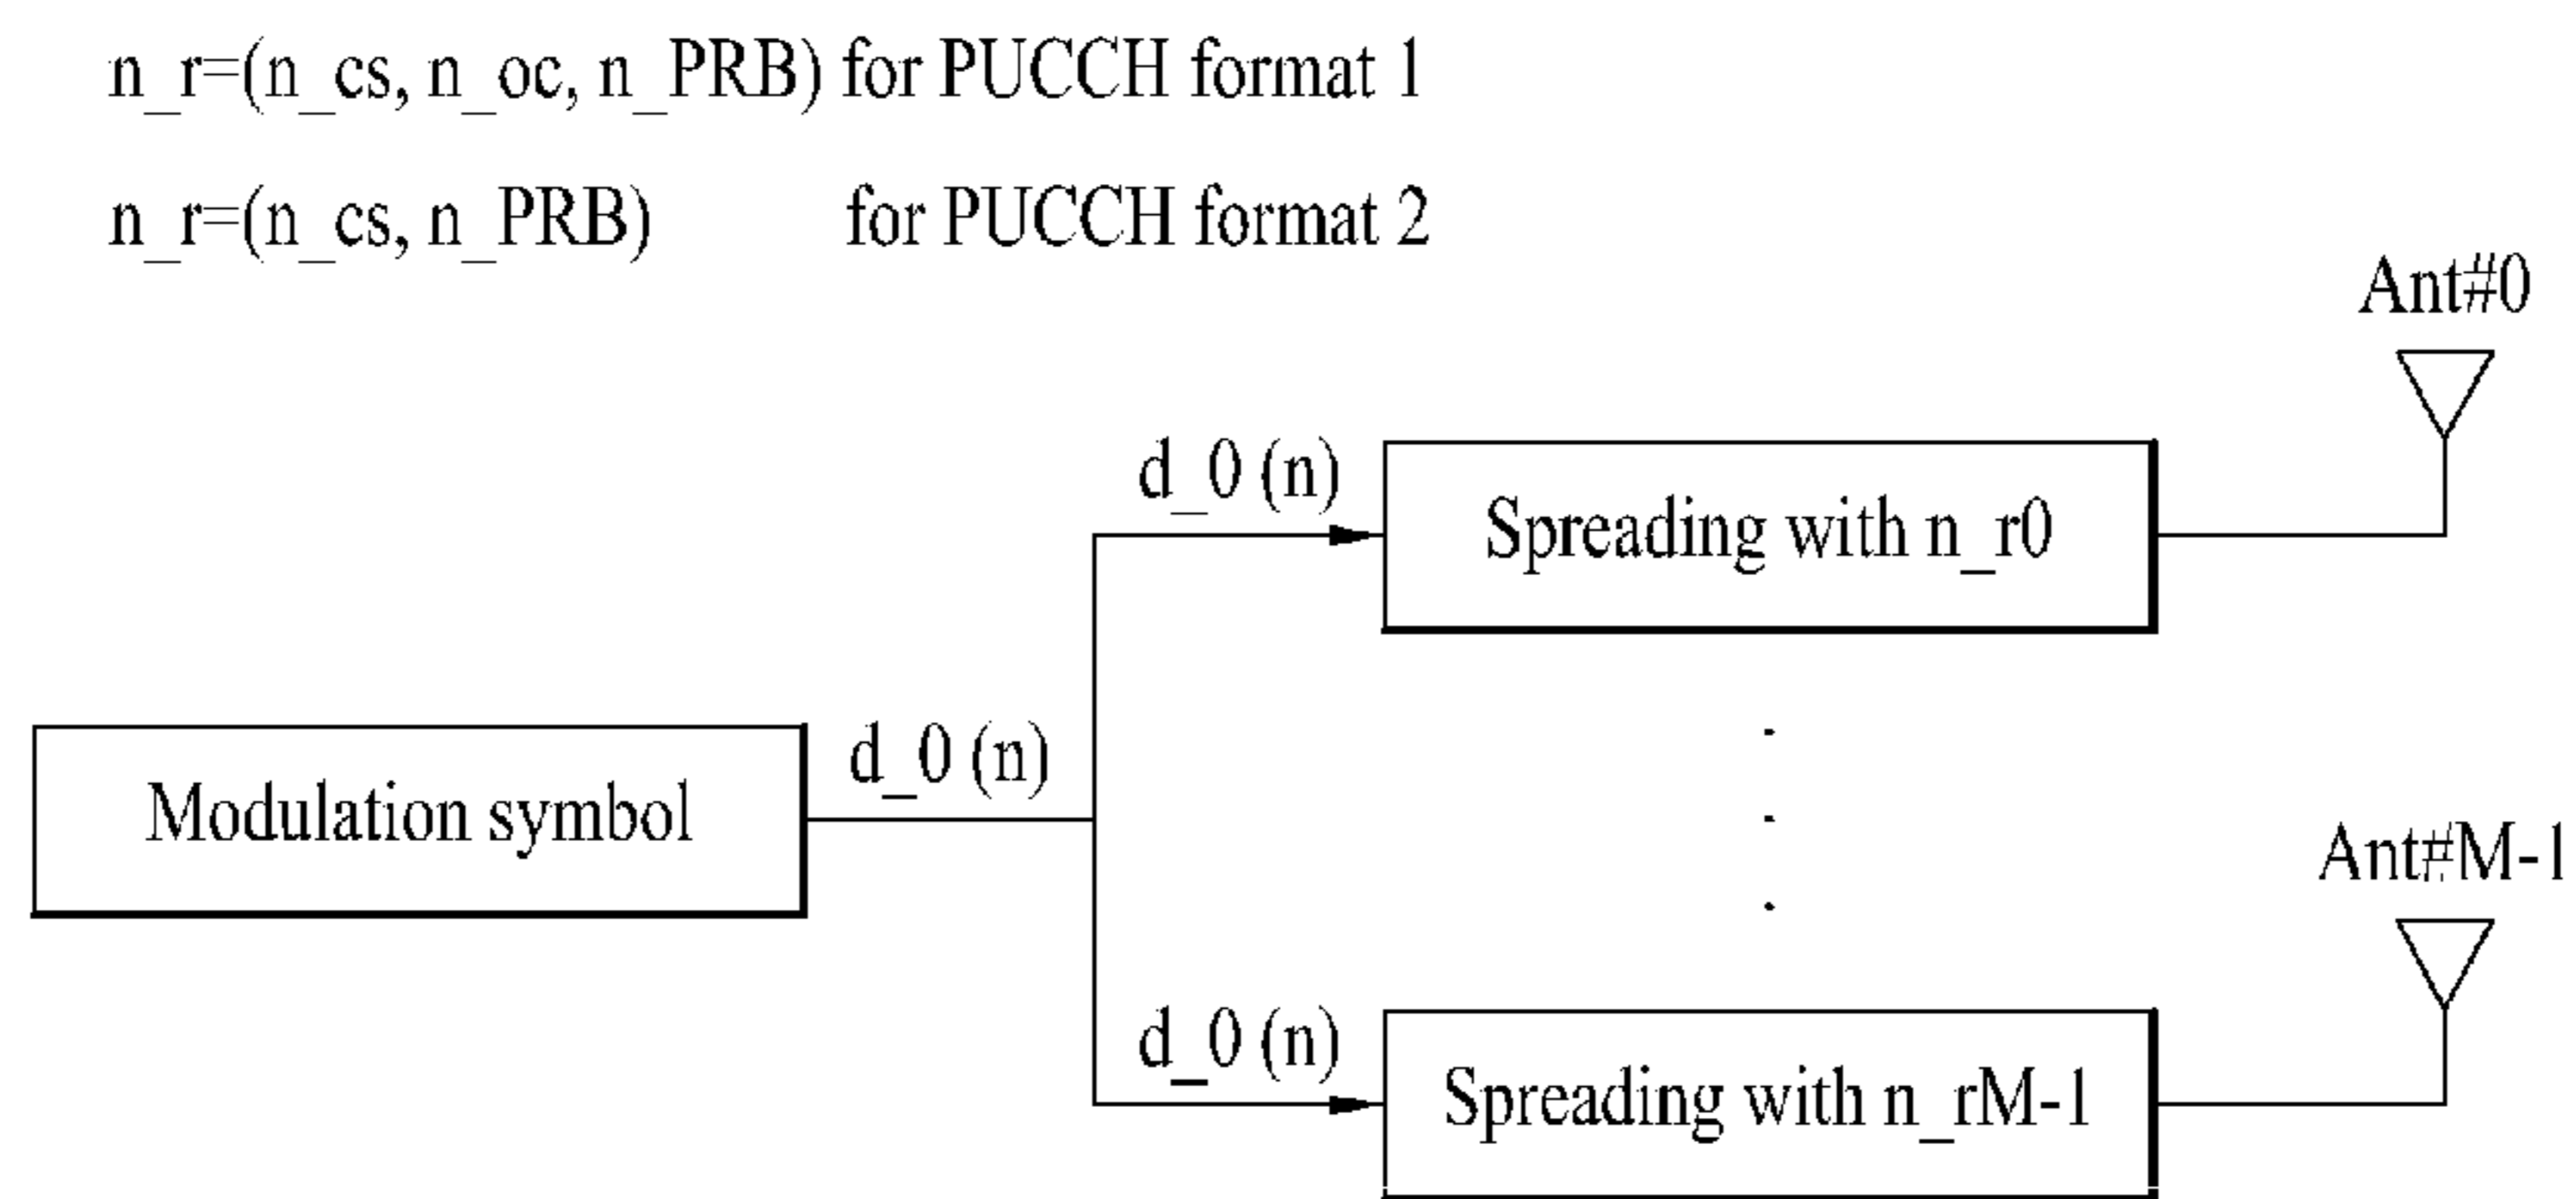 n_r=(n_cs, n_oc, n_PRB) for PUCCH format 1
n_r=(n_cs, n_PRB) for PUCCH format 2
Ant#0
d_0 (n)
Spreading with n_r0
Modulation symbol
d_0 (n)
Ant#M-1
d_0 (n)
Spreading with n_rM-1